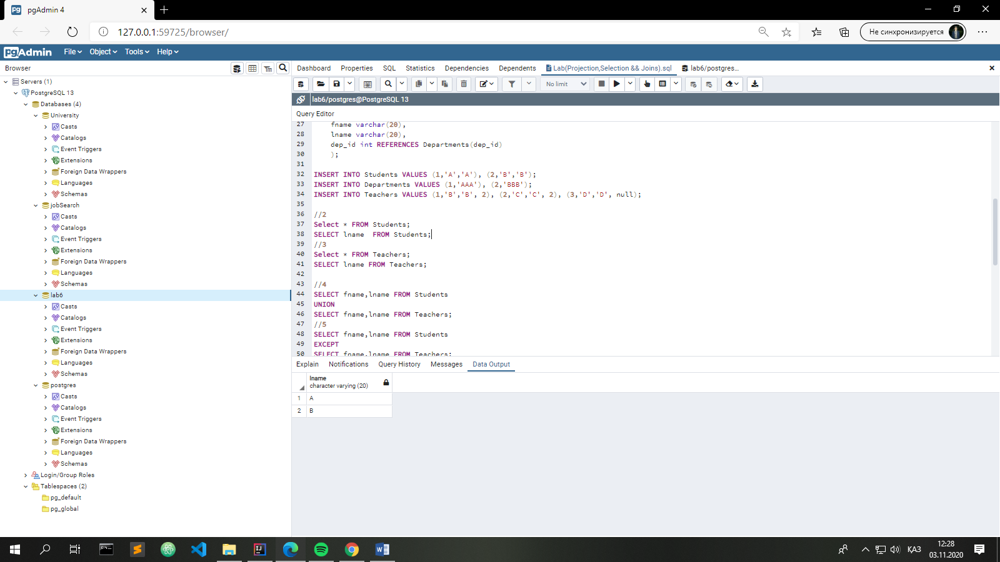 pgAdmin 4
127.0.0.1:59725/browser/
Не синхронизируется
pgAdmin File Object Tools Help
Browser
Dashboard Properties SQL Statistics Dependencies Dependents Lab(Projection,Selection && Joins).sql lab6/postgres...
Servers (1)
PostgreSQL 13
Databases (4)
University
Casts
Catalogs
Event Triggers
Extensions
Foreign Data Wrappers
Languages
Schemas
jobSearch
Casts
Catalogs
Event Triggers
Extensions
Foreign Data Wrappers
Languages
Schemas
lab6
Casts
Catalogs
Event Triggers
Extensions
Foreign Data Wrappers
Languages
Schemas
postgres
Casts
Catalogs
Event Triggers
Extensions
Foreign Data Wrappers
Languages
Schemas
Login/Group Roles
Tablespaces (2)
pg_default
pg_global
No limit
lab6/postgres@PostgreSQL 13
Query Editor
27 fname varchar(20),
28 lname varchar(20),
29 dep_id int REFERENCES Departments(dep_id)
30 );
31
32 INSERT INTO Students VALUES (1,'A','A'), (2,'B','B');
33 INSERT INTO Departments VALUES (1,'AAA'), (2,'BBB');
34 INSERT INTO Teachers VALUES (1,'B','B', 2), (2,'C','C', 2), (3,'D','D', null);
35
36 //2
37 Select * FROM Students;
38 SELECT lname  FROM Students;
39 //3
40 Select * FROM Teachers;
41 SELECT lname FROM Teachers;
42
43 //4
44 SELECT fname,lname FROM Students
45 UNION
46 SELECT fname,lname FROM Teachers;
47 //5
48 SELECT fname,lname FROM Students
49 EXCEPT
50 SELECT fname,lname FROM Teachers;
Explain Notifications Query History Messages Data Output
lname
character varying (20)
1 A
2 B
ҚАЗ
12:28
03.11.2020